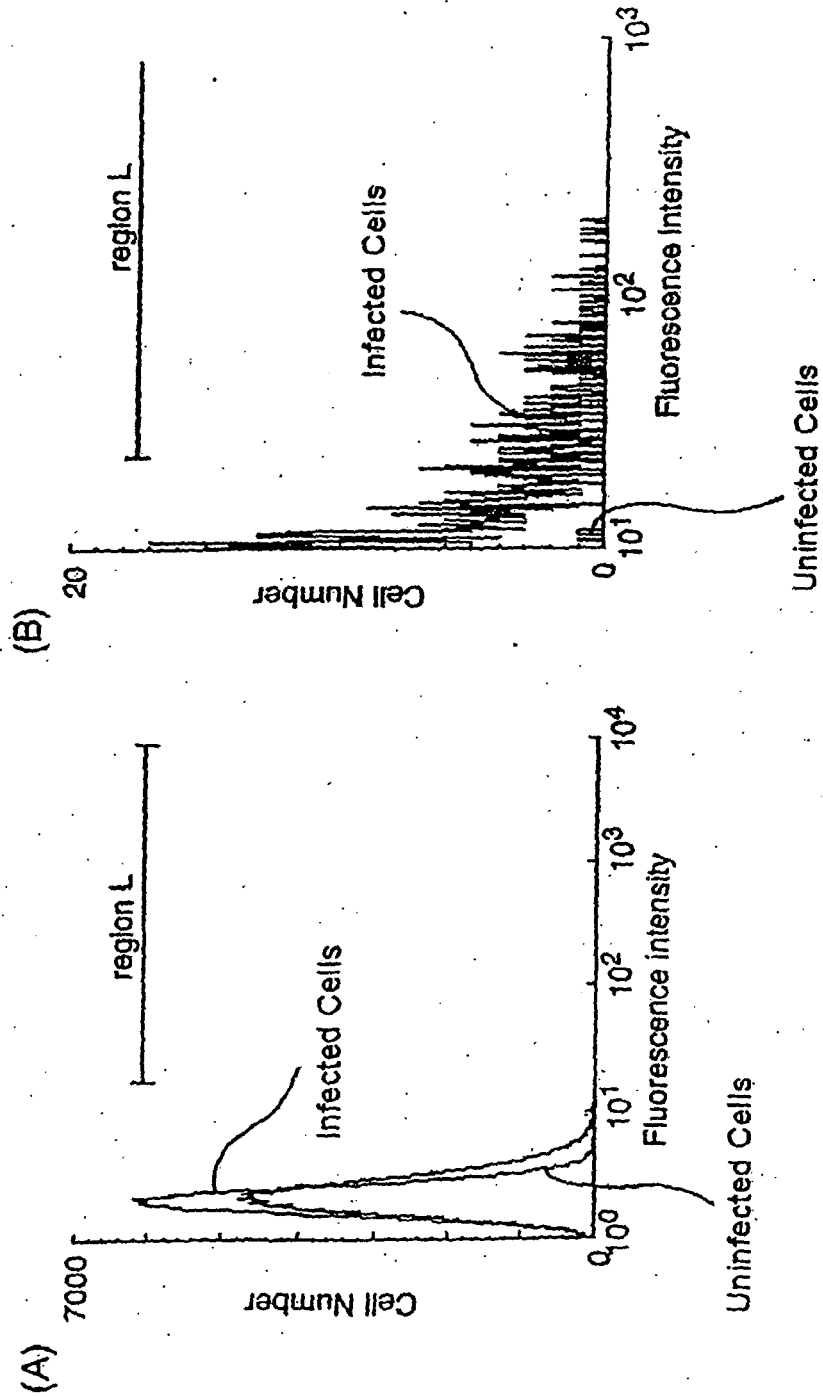 (A)
7000
Cell Number
0
region L
Infected Cells
Uninfected Cells
10⁰
10¹
10²
10³
10⁴
Fluorescence intensity
(B)
20
Cell Number
0
region L
Infected Cells
Uninfected Cells
10¹
10²
10³
Fluorescence Intensity